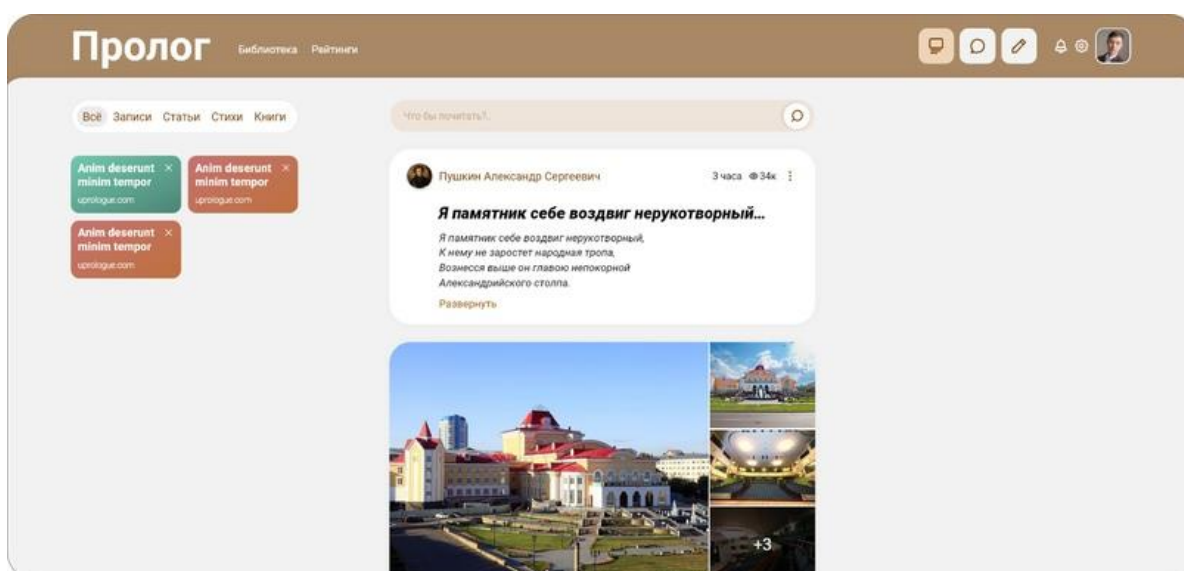 Пролог
Библиотека Рейтинги
Всё Записи Статьи Стихи Книги
Что бы почитать?..
Anim deserunt
minim tempor
uprologue.com
Anim deserunt
minim tempor
uprologue.com
Anim deserunt
minim tempor
uprologue.com
Пушкин Александр Сергеевич
3 часа 34к
Я памятник себе воздвиг нерукотворный...
Я памятник себе воздвиг нерукотворный,
К нему не заростет народная тропа,
Вознесся выше он главою непокорной
Александрийского столпа.
Развернуть
+3